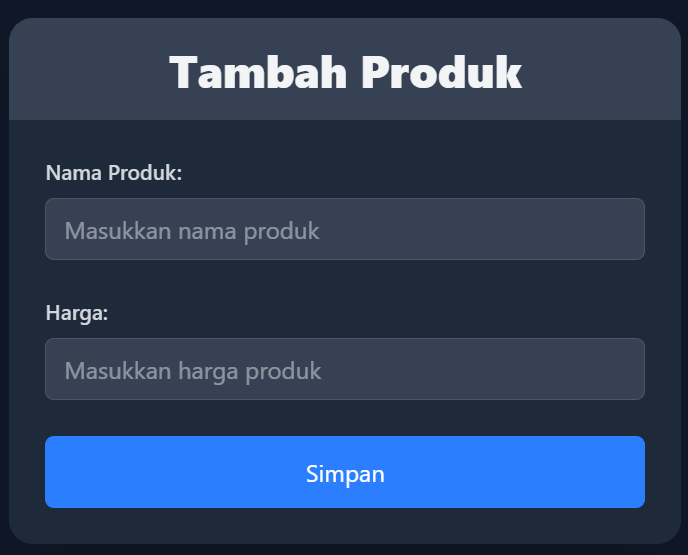 Tambah Produk
Nama Produk:
Masukkan nama produk
Harga:
Masukkan harga produk
Simpan